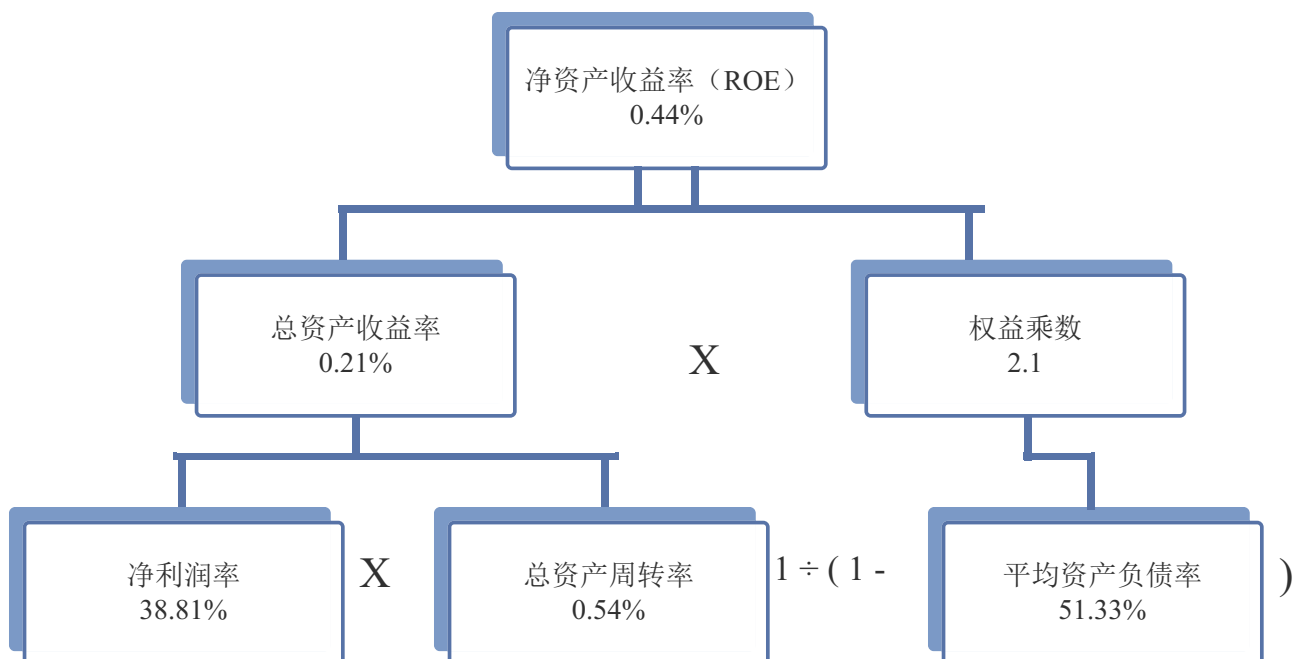 净资产收益率（ROE）
0.44%
总资产收益率
0.21%
X
权益乘数
2.1
净利润率
38.81%
X
总资产周转率
0.54%
1 ÷ ( 1 -
平均资产负债率
51.33%
)